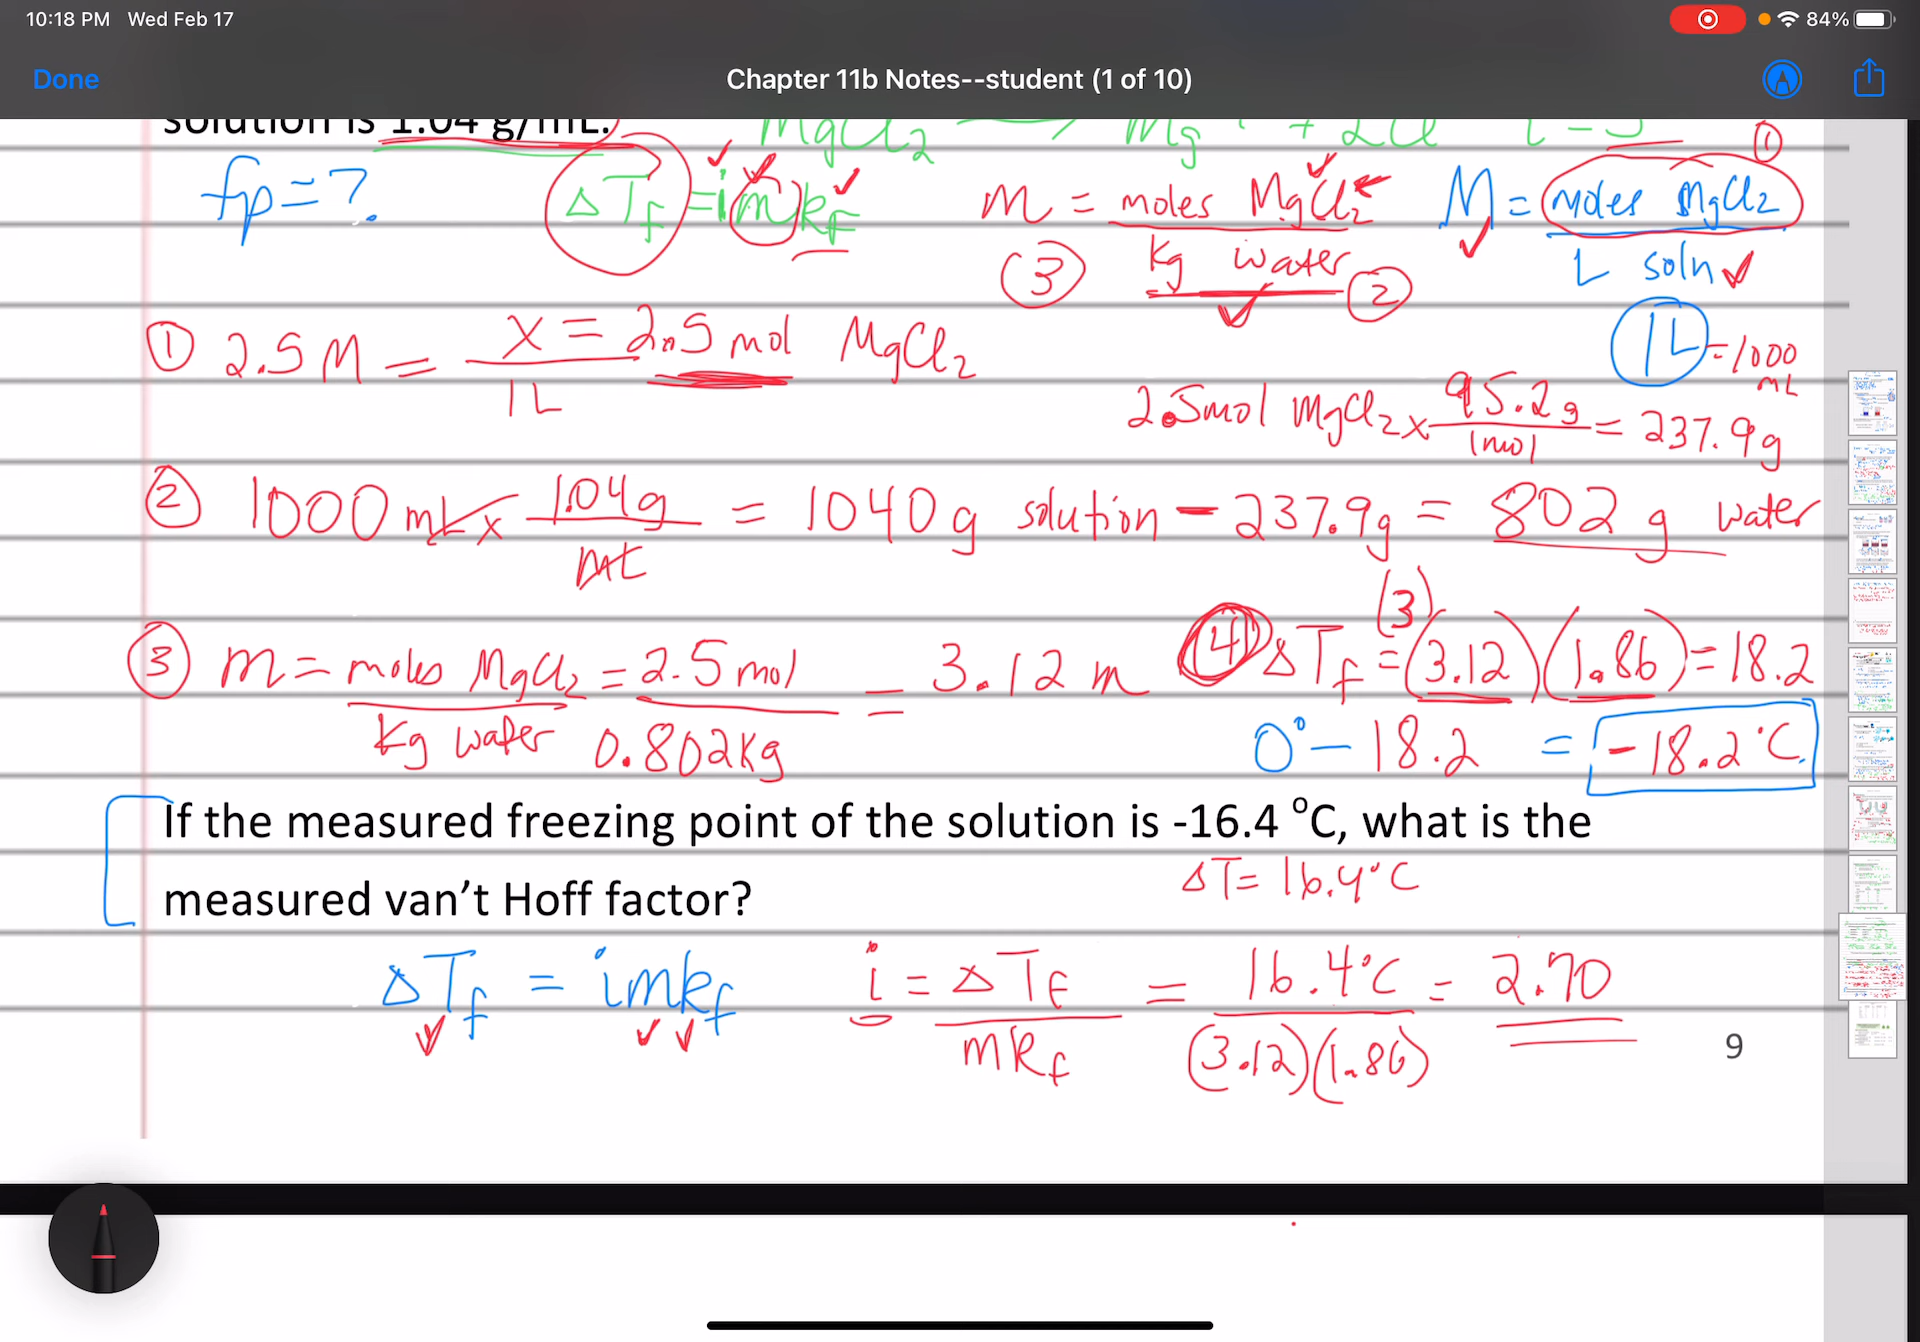 10:18 PM Wed Feb 17 84%
Done Chapter 11b Notes--student (1 of 10)
solution is 1.04 g/mL. MgCl₂ → Mg + 2Cl i = 3 ①
fp = ? ΔTf = imkf m = moles MgCl₂ / kg water M = moles MgCl₂ / L soln
③ ②
1L = 1000 mL
① 2.5 M = x = 2.5 mol MgCl₂ / 1L
2.5 mol MgCl₂ x 95.2 g / 1 mol = 237.9 g
② 1000 mL x 1.04 g / mL = 1040 g solution - 237.9 g = 802 g water
③ m = moles MgCl₂ / kg water = 2.5 mol / 0.802 kg = 3.12 m ④ ΔTf = (3)(3.12)(1.86) = 18.2
0° - 18.2 = -18.2 °C
If the measured freezing point of the solution is -16.4 °C, what is the
measured van't Hoff factor?
ΔT = 16.4 °C
ΔTf = imkf i = ΔTf / mkf = 16.4 °C / (3.12)(1.86) = 2.70
9